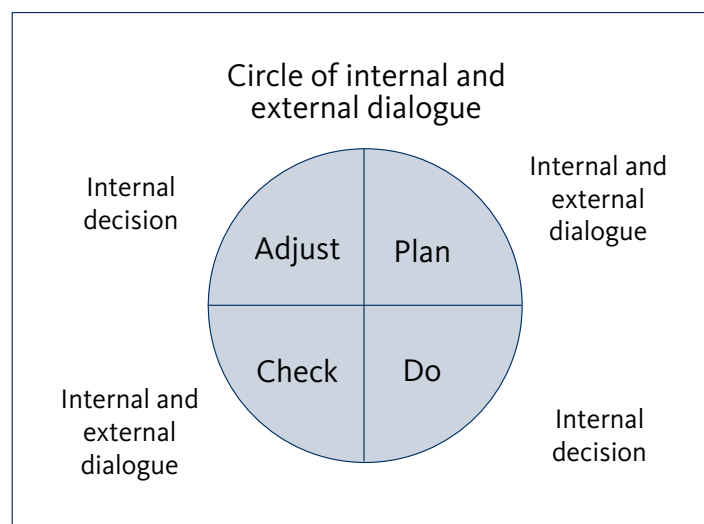 Circle of internal and
external dialogue
Internal
decision
Internal and
external
dialogue
Adjust
Plan
Check
Do
Internal and
external
dialogue
Internal
decision